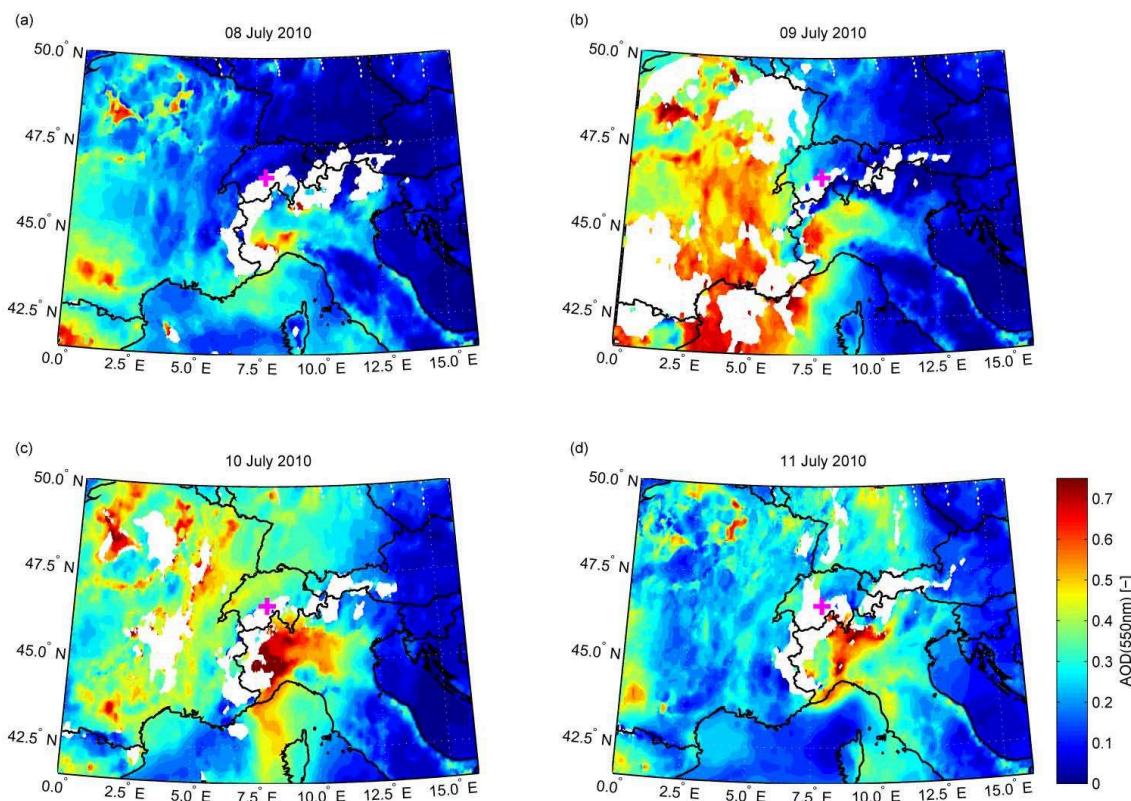 (a)
08 July 2010
50.0° N
47.5° N
45.0° N
42.5° N
0.0° 2.5° E 5.0° E 7.5° E 10.0° E 12.5° E 15.0° E
(b)
09 July 2010
50.0° N
47.5° N
45.0° N
42.5° N
0.0° 2.5° E 5.0° E 7.5° E 10.0° E 12.5° E 15.0° E
(c)
10 July 2010
50.0° N
47.5° N
45.0° N
42.5° N
0.0° 2.5° E 5.0° E 7.5° E 10.0° E 12.5° E 15.0° E
(d)
11 July 2010
50.0° N
47.5° N
45.0° N
42.5° N
0.0° 2.5° E 5.0° E 7.5° E 10.0° E 12.5° E 15.0° E
0.7
0.6
0.5
0.4
0.3
0.2
0.1
0
AOD(550nm) [−]